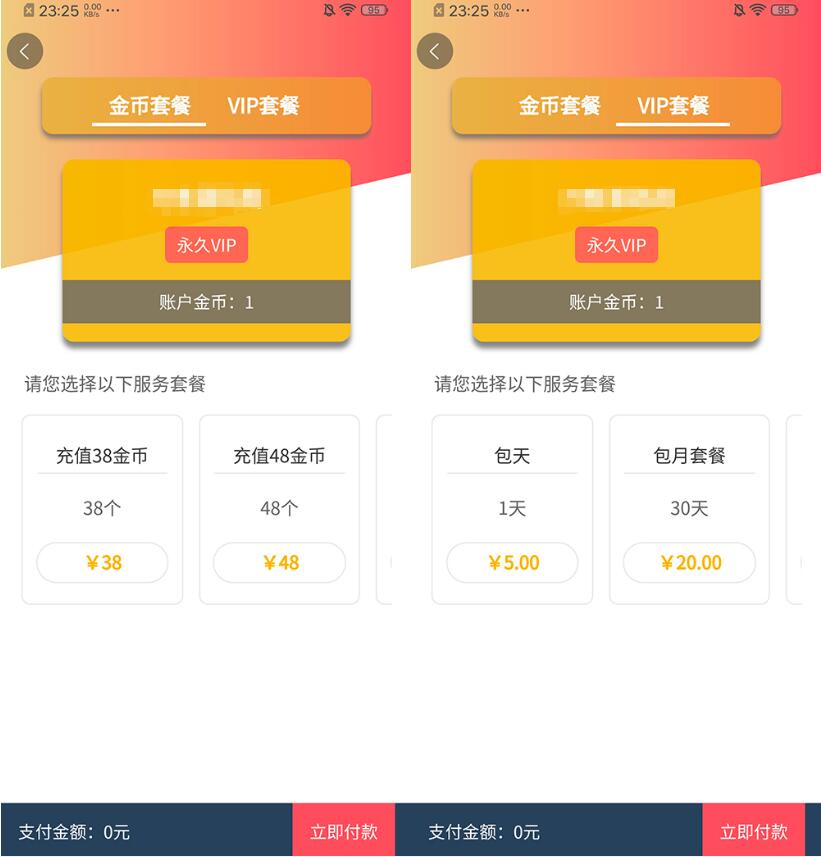 23:25 0.00 KB/s ... 95
金币套餐 VIP套餐
永久VIP
账户金币：1
请您选择以下服务套餐
充值38金币 充值48金币
38个 48个
￥38 ￥48
支付金额：0元 立即付款
23:25 0.00 KB/s ... 95
金币套餐 VIP套餐
永久VIP
账户金币：1
请您选择以下服务套餐
包天 包月套餐
1天 30天
￥5.00 ￥20.00
支付金额：0元 立即付款